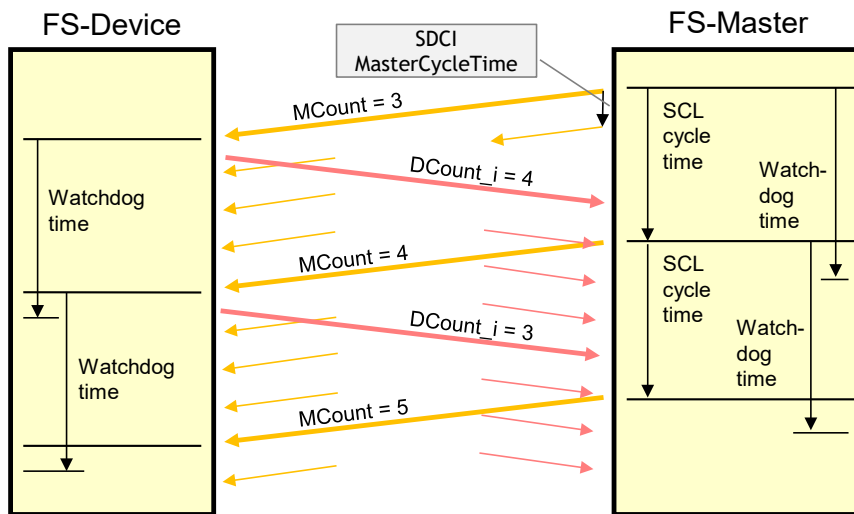 FS-Device
FS-Master
SDCI
MasterCycleTime
MCount = 3
SCL
cycle
time
Watch-
dog
time
DCount_i = 4
Watchdog
time
MCount = 4
SCL
cycle
time
Watch-
dog
time
DCount_i = 3
Watchdog
time
MCount = 5